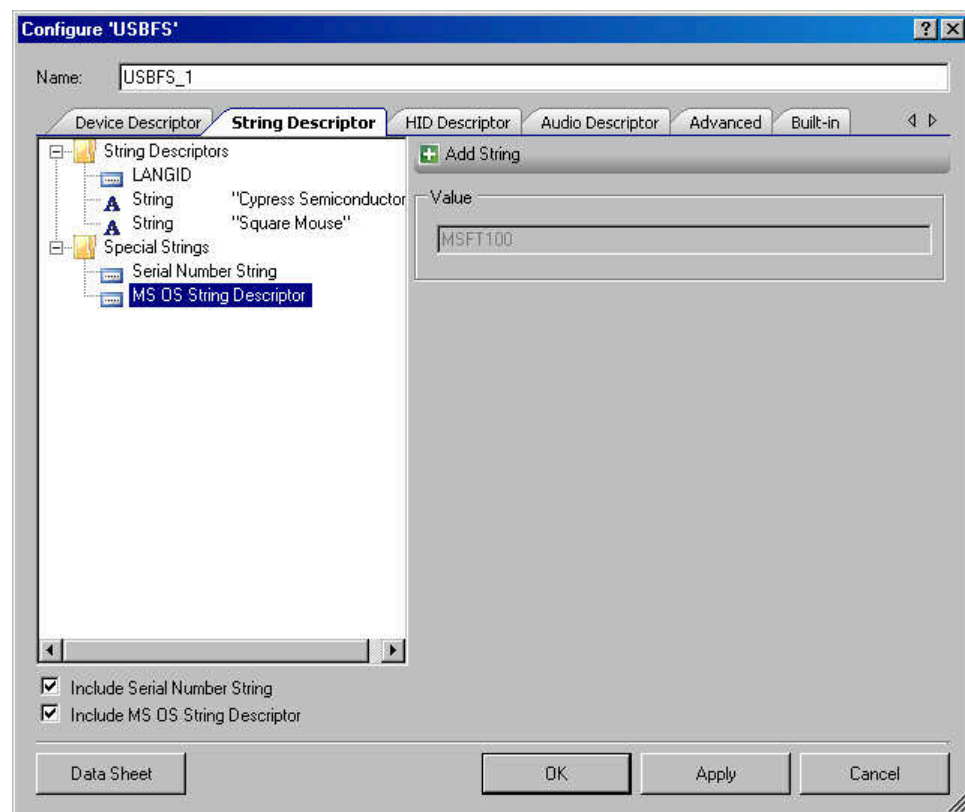 Configure 'USBFS'
Name: USBFS_1
Device Descriptor String Descriptor HID Descriptor Audio Descriptor Advanced Built-in
String Descriptors
LANGID
String "Cypress Semiconductor
String "Square Mouse"
Special Strings
Serial Number String
MS OS String Descriptor
Add String
Value
MSFT100
Include Serial Number String
Include MS OS String Descriptor
Data Sheet OK Apply Cancel